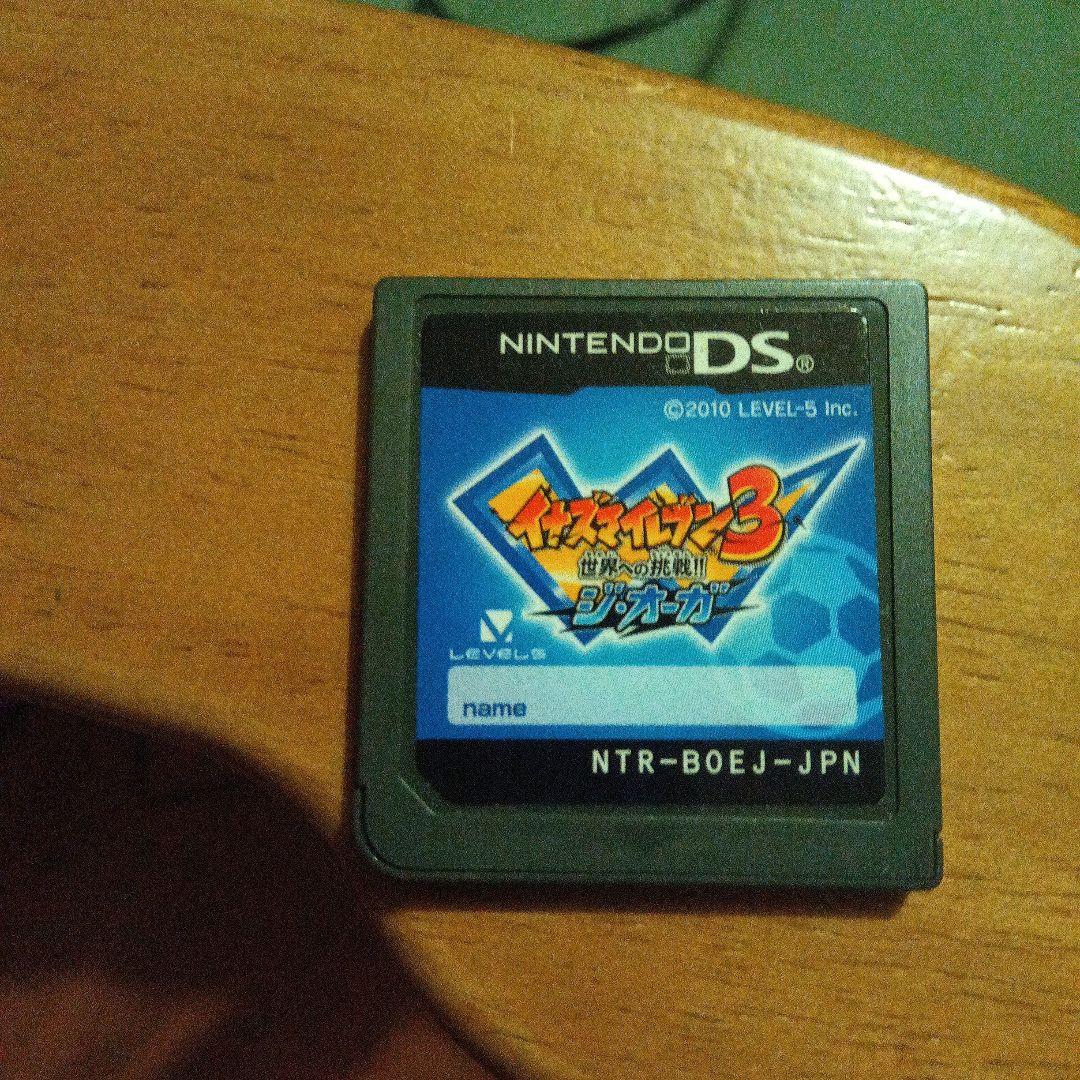 NINTENDO DS®
©2010 LEVEL-5 Inc.
イナズマイレブン3
世界への挑戦!!
ジ・オーガ
LEVEL5
name
NTR-BOEJ-JPN